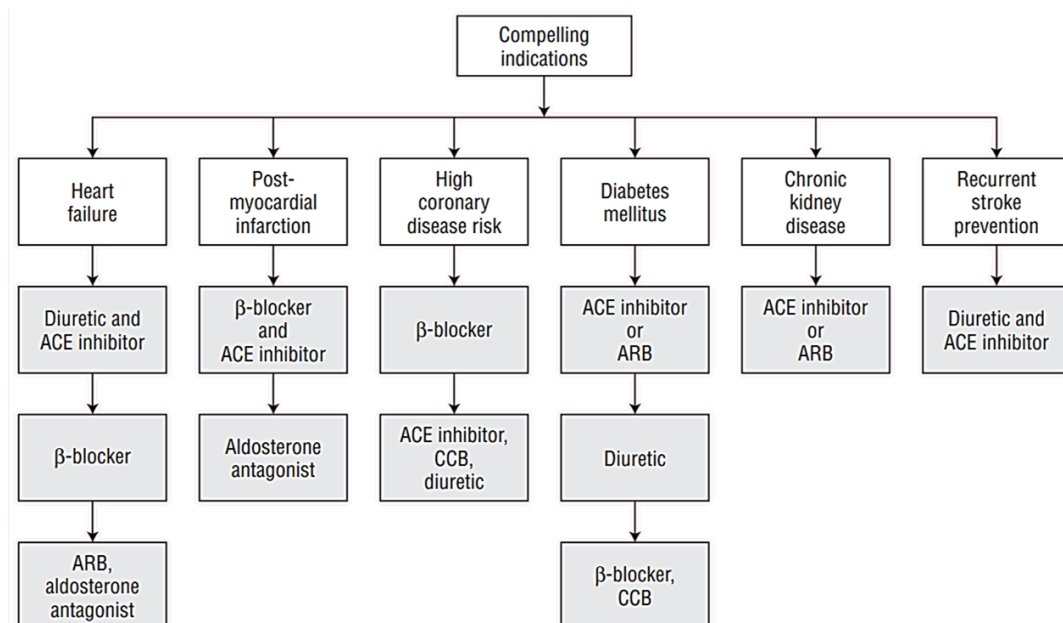 Compelling
indications
Heart
failure
Post-
myocardial
infarction
High
coronary
disease risk
Diabetes
mellitus
Chronic
kidney
disease
Recurrent
stroke
prevention
Diuretic and
ACE inhibitor
β-blocker
and
ACE inhibitor
β-blocker
ACE inhibitor
or
ARB
ACE inhibitor
or
ARB
Diuretic and
ACE inhibitor
β-blocker
Aldosterone
antagonist
ACE inhibitor,
CCB,
diuretic
Diuretic
ARB,
aldosterone
antagonist
β-blocker,
CCB